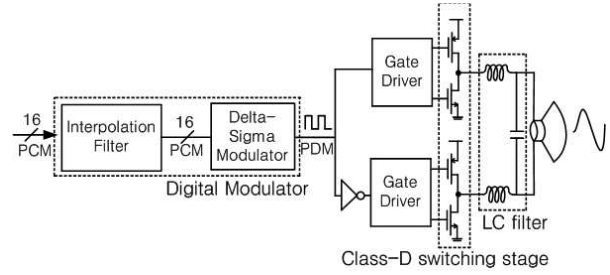 16
PCM
Interpolation
Filter
16
PCM
Delta-
Sigma
Modulator
PDM
Digital Modulator
Gate
Driver
Gate
Driver
LC filter
Class-D switching stage